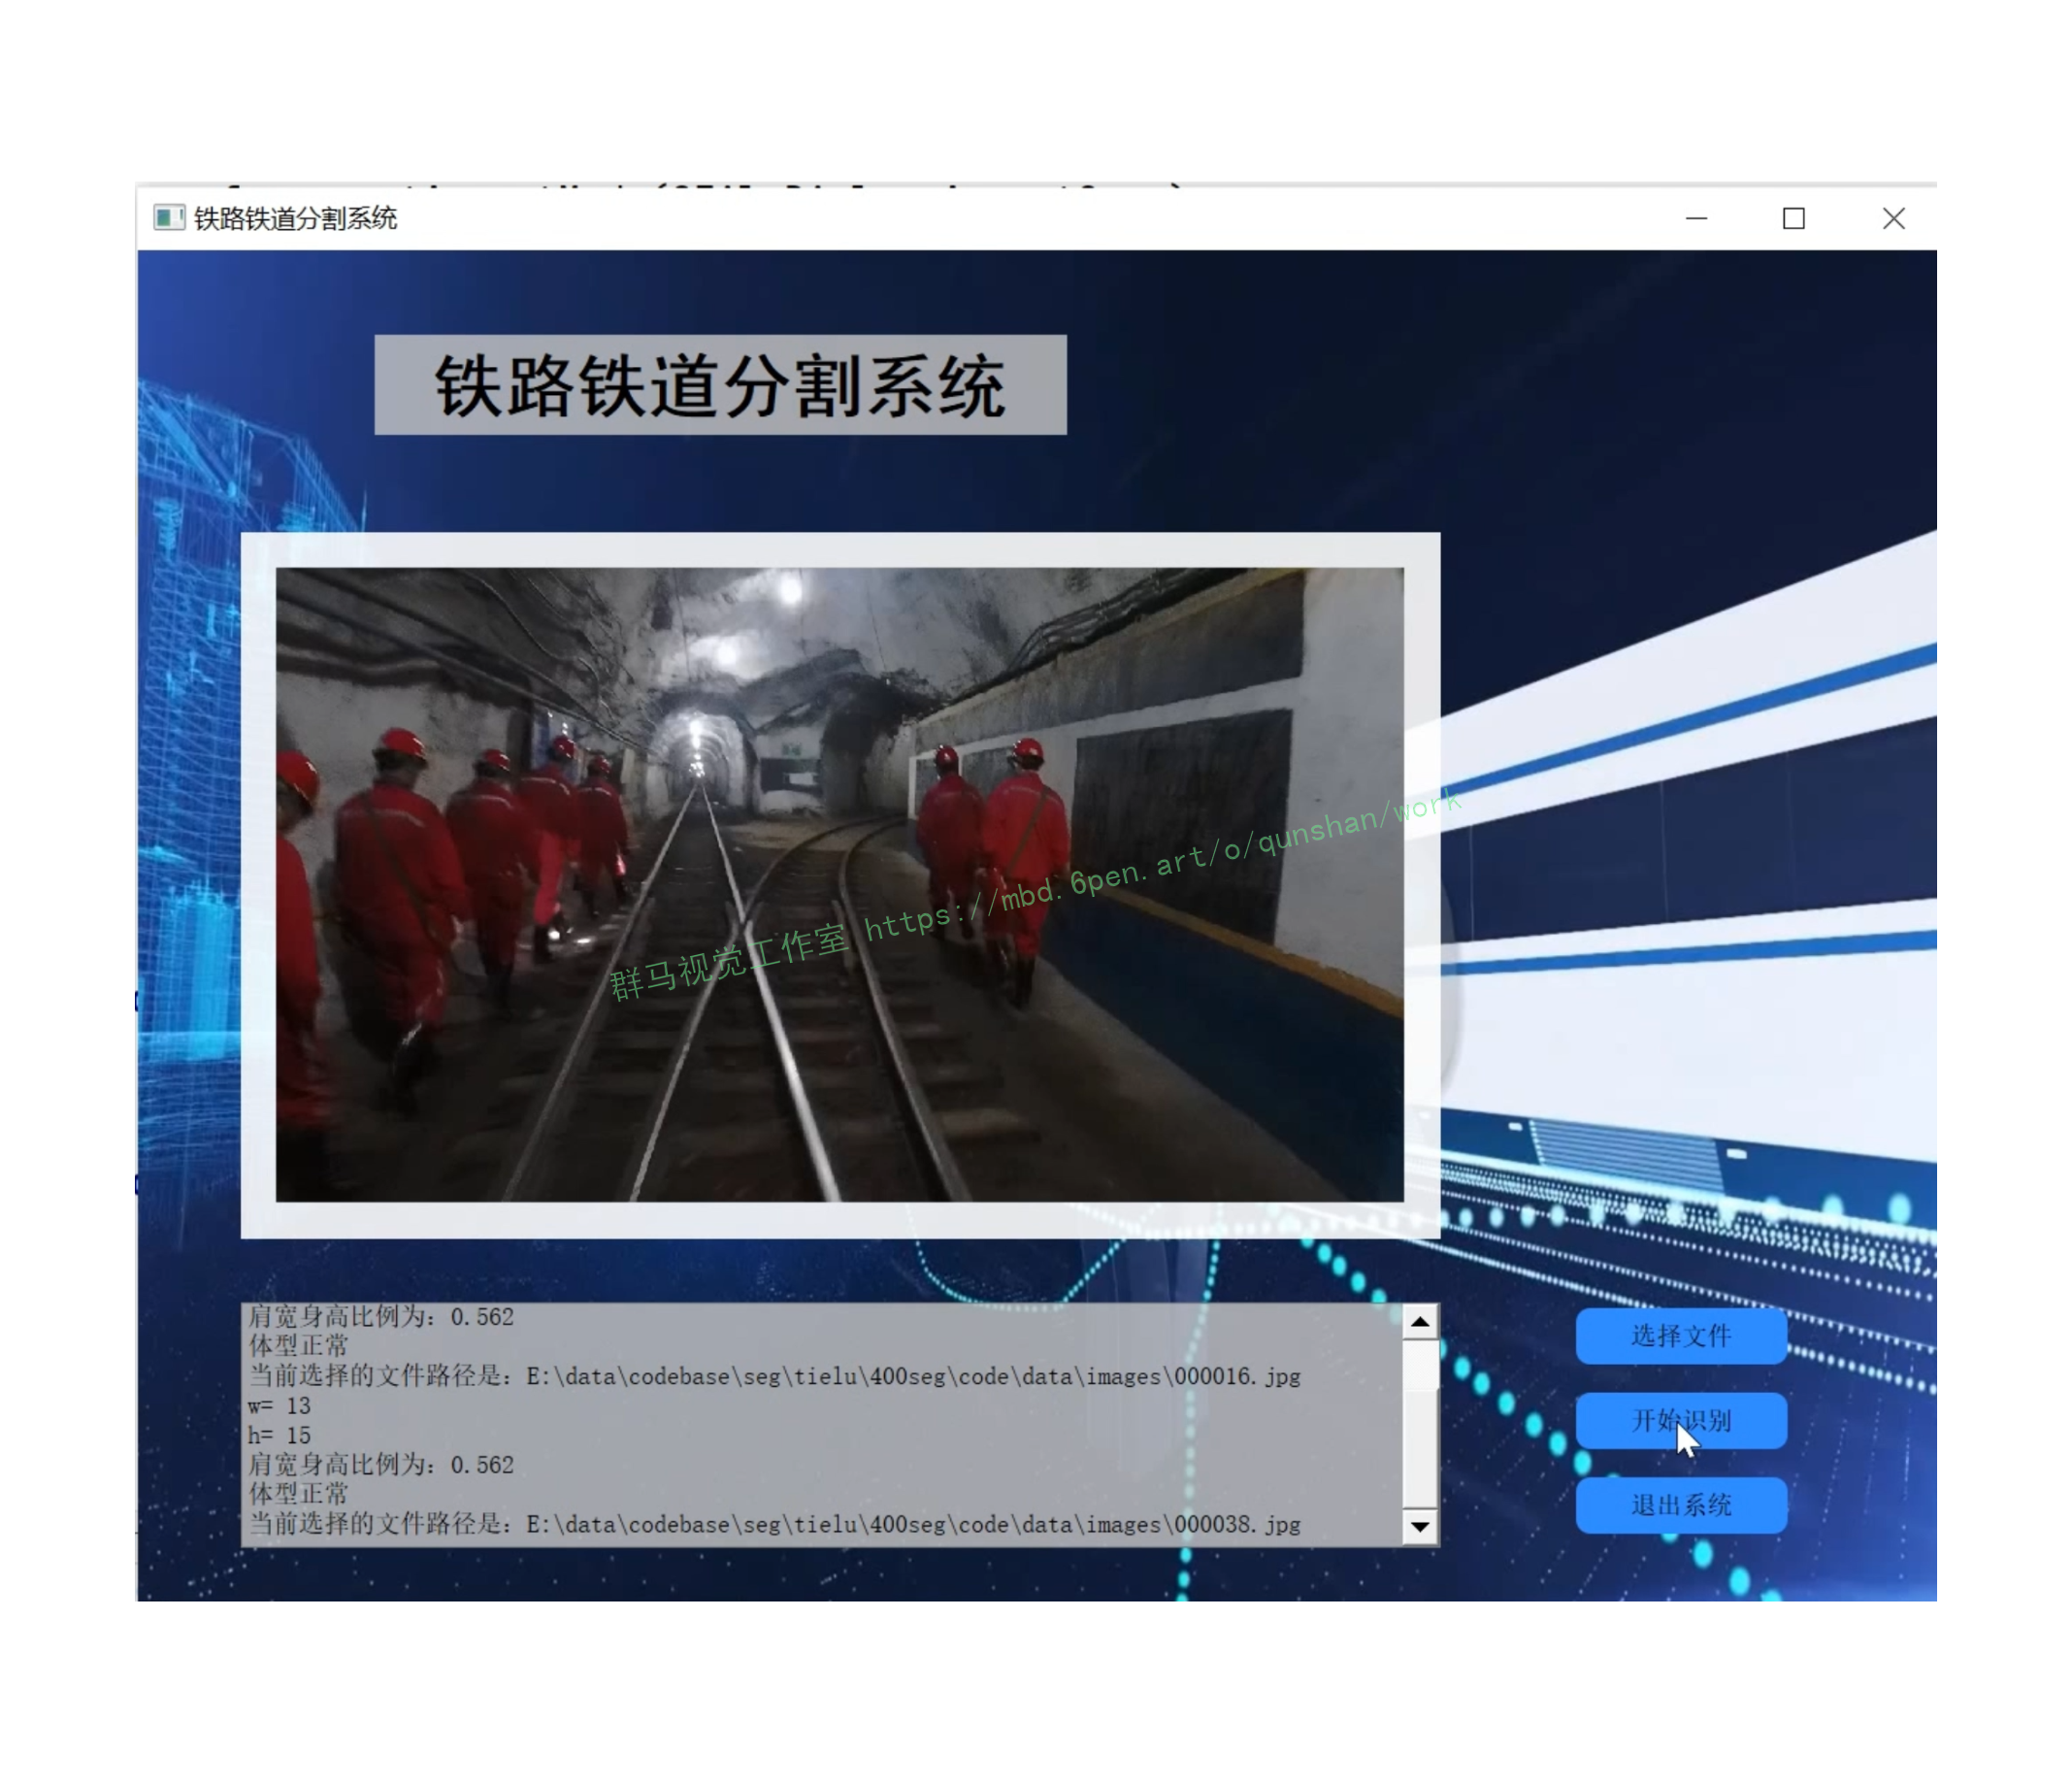 铁路铁道分割系统
铁路铁道分割系统
群马视觉工作室 https://mbd.6pen.art/o/qunshan/work
肩宽身高比例为：0.562
体型正常
当前选择的文件路径是：E:\data\codebase\seg\tielu\400seg\code\data\images\000016.jpg
w= 13
h= 15
肩宽身高比例为：0.562
体型正常
当前选择的文件路径是：E:\data\codebase\seg\tielu\400seg\code\data\images\000038.jpg
选择文件
开始识别
退出系统